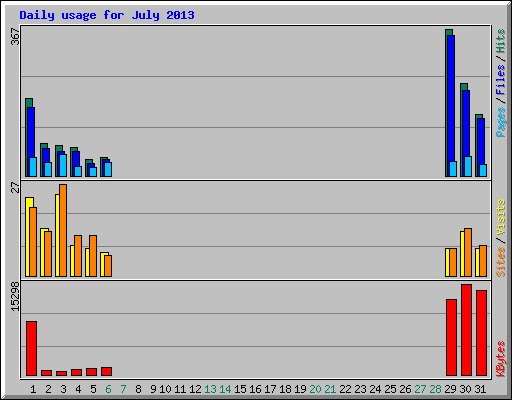 Daily usage for July 2013
367
Pages / Files / Hits
27
Sites / Visits
15298
KBytes
1 2 3 4 5 6 7 8 9 10 11 12 13 14 15 16 17 18 19 20 21 22 23 24 25 26 27 28 29 30 31